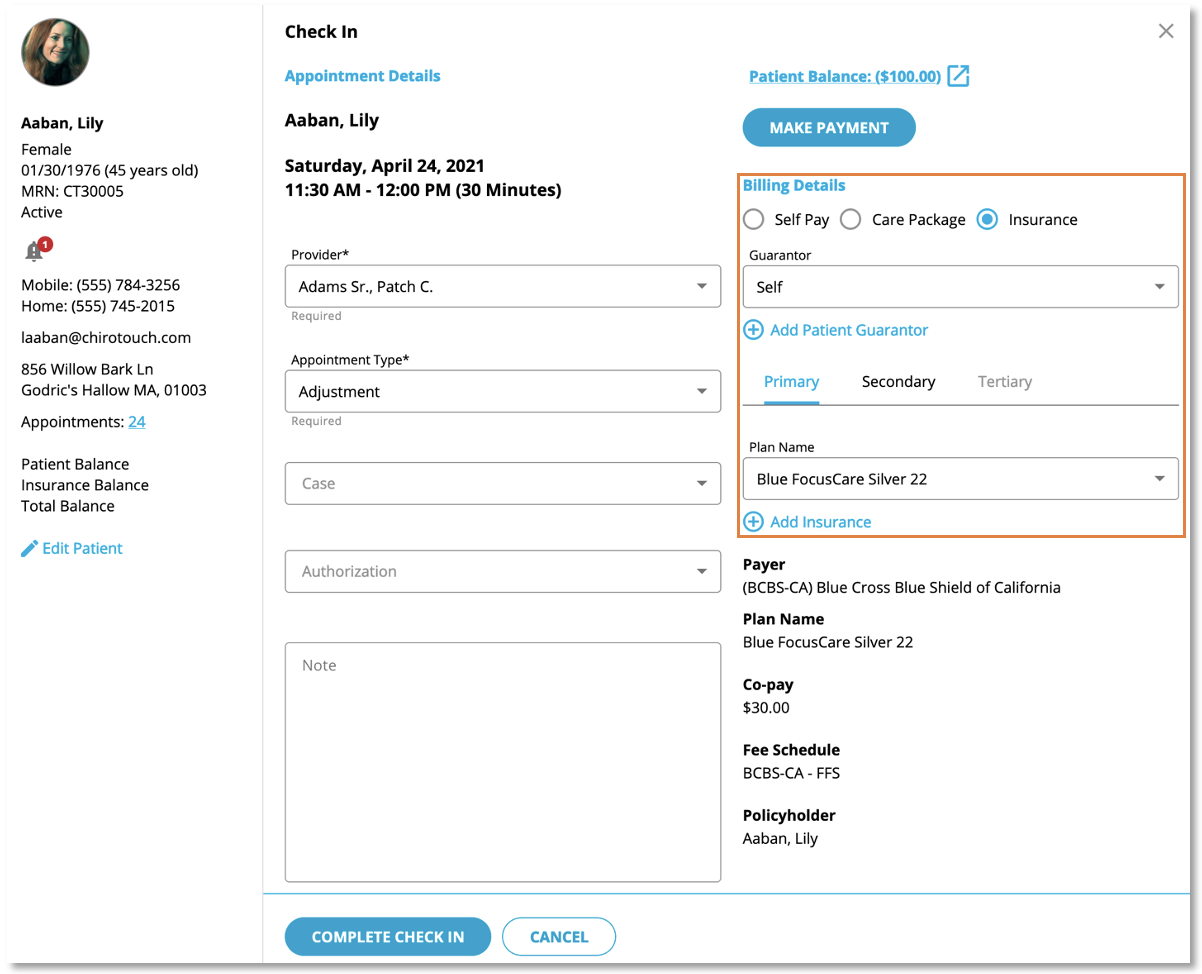 Aaban, Lily
Female
01/30/1976 (45 years old)
MRN: CT30005
Active
1
Mobile: (555) 784-3256
Home: (555) 745-2015
laaban@chirotouch.com
856 Willow Bark Ln
Godric's Hallow MA, 01003
Appointments: 24
Patient Balance
Insurance Balance
Total Balance
Edit Patient
Check In
Appointment Details
Aaban, Lily
Saturday, April 24, 2021
11:30 AM - 12:00 PM (30 Minutes)
Provider*
Adams Sr., Patch C.
Required
Appointment Type*
Adjustment
Required
Case
Authorization
Note
Patient Balance: ($100.00)
MAKE PAYMENT
Billing Details
Self Pay Care Package Insurance
Guarantor
Self
Add Patient Guarantor
Primary Secondary Tertiary
Plan Name
Blue FocusCare Silver 22
Add Insurance
Payer
(BCBS-CA) Blue Cross Blue Shield of California
Plan Name
Blue FocusCare Silver 22
Co-pay
$30.00
Fee Schedule
BCBS-CA - FFS
Policyholder
Aaban, Lily
COMPLETE CHECK IN CANCEL